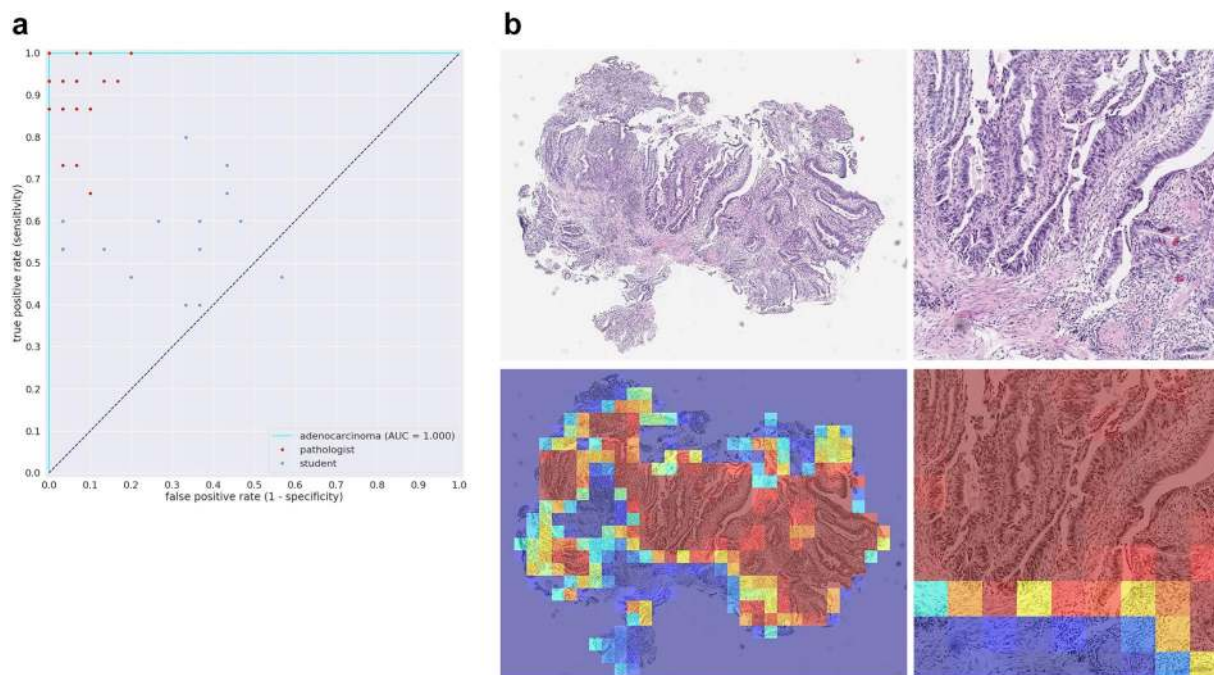 a
b
1.0
0.9
0.8
0.7
0.6
0.5
0.4
0.3
0.2
0.1
0.0
true positive rate (sensitivity)
adenocarcinoma (AUC = 1.000)
pathologist
student
0.0 0.1 0.2 0.3 0.4 0.5 0.6 0.7 0.8 0.9 1.0
false positive rate (1 - specificity)